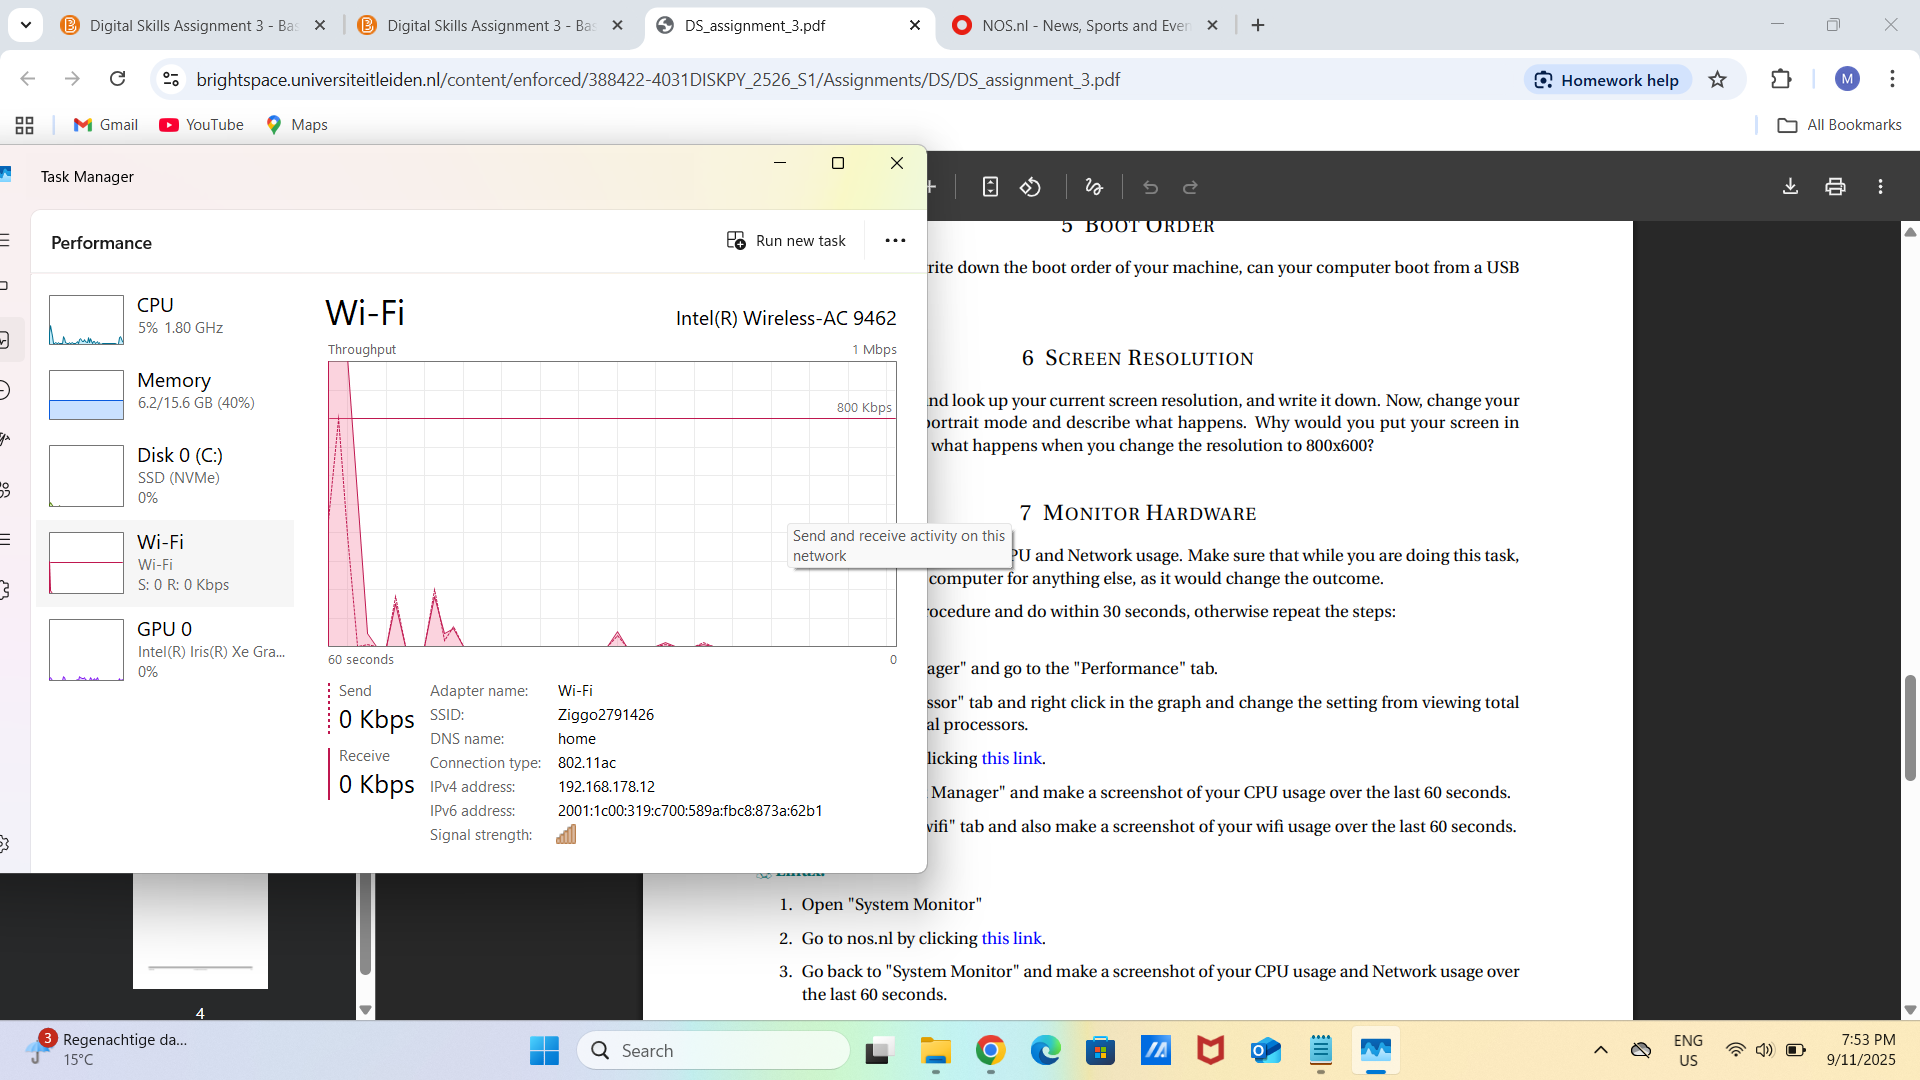 Digital Skills Assignment 3 - Bas
Digital Skills Assignment 3 - Bas
DS_assignment_3.pdf
NOS.nl - News, Sports and Even
brightspace.universiteitleiden.nl/content/enforced/388422-4031DISKPY_2526_S1/Assignments/DS/DS_assignment_3.pdf
Homework help
M
Gmail
YouTube
Maps
All Bookmarks
Task Manager
Performance
Run new task
CPU
5% 1.80 GHz
Memory
6.2/15.6 GB (40%)
Disk 0 (C:)
SSD (NVMe)
0%
Wi-Fi
Wi-Fi
S: 0 R: 0 Kbps
GPU 0
Intel(R) Iris(R) Xe Gra...
0%
Wi-Fi
Intel(R) Wireless-AC 9462
Throughput
1 Mbps
800 Kbps
60 seconds
0
Send and receive activity on this
network
Send
0 Kbps
Receive
0 Kbps
Adapter name: Wi-Fi
SSID: Ziggo2791426
DNS name: home
Connection type: 802.11ac
IPv4 address: 192.168.178.12
IPv6 address: 2001:1c00:319:c700:589a:fbc8:873a:62b1
Signal strength:
5 BOOT ORDER
rite down the boot order of your machine, can your computer boot from a USB
6 SCREEN RESOLUTION
nd look up your current screen resolution, and write it down. Now, change your
ortrait mode and describe what happens. Why would you put your screen in
what happens when you change the resolution to 800x600?
7 MONITOR HARDWARE
PU and Network usage. Make sure that while you are doing this task,
computer for anything else, as it would change the outcome.
rocedure and do within 30 seconds, otherwise repeat the steps:
ager" and go to the "Performance" tab.
ssor" tab and right click in the graph and change the setting from viewing total
al processors.
licking this link.
Manager" and make a screenshot of your CPU usage over the last 60 seconds.
wifi" tab and also make a screenshot of your wifi usage over the last 60 seconds.
1. Open "System Monitor"
2. Go to nos.nl by clicking this link.
3. Go back to "System Monitor" and make a screenshot of your CPU usage and Network usage over
the last 60 seconds.
4
3
Regenachtige da...
15°C
Search
ENG
US
7:53 PM
9/11/2025